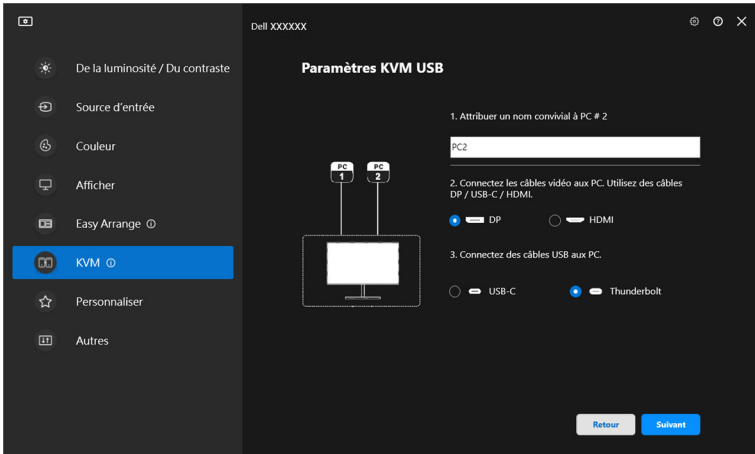 Dell XXXXXX
De la luminosité / Du contraste
Source d'entrée
Couleur
Afficher
Easy Arrange
KVM
Personnaliser
Autres
Paramètres KVM USB
PC
1
PC
2
1. Attribuer un nom convivial à PC # 2
PC2
2. Connectez les câbles vidéo aux PC. Utilisez des câbles
DP / USB-C / HDMI.
DP
HDMI
3. Connectez des câbles USB aux PC.
USB-C
Thunderbolt
Retour
Suivant